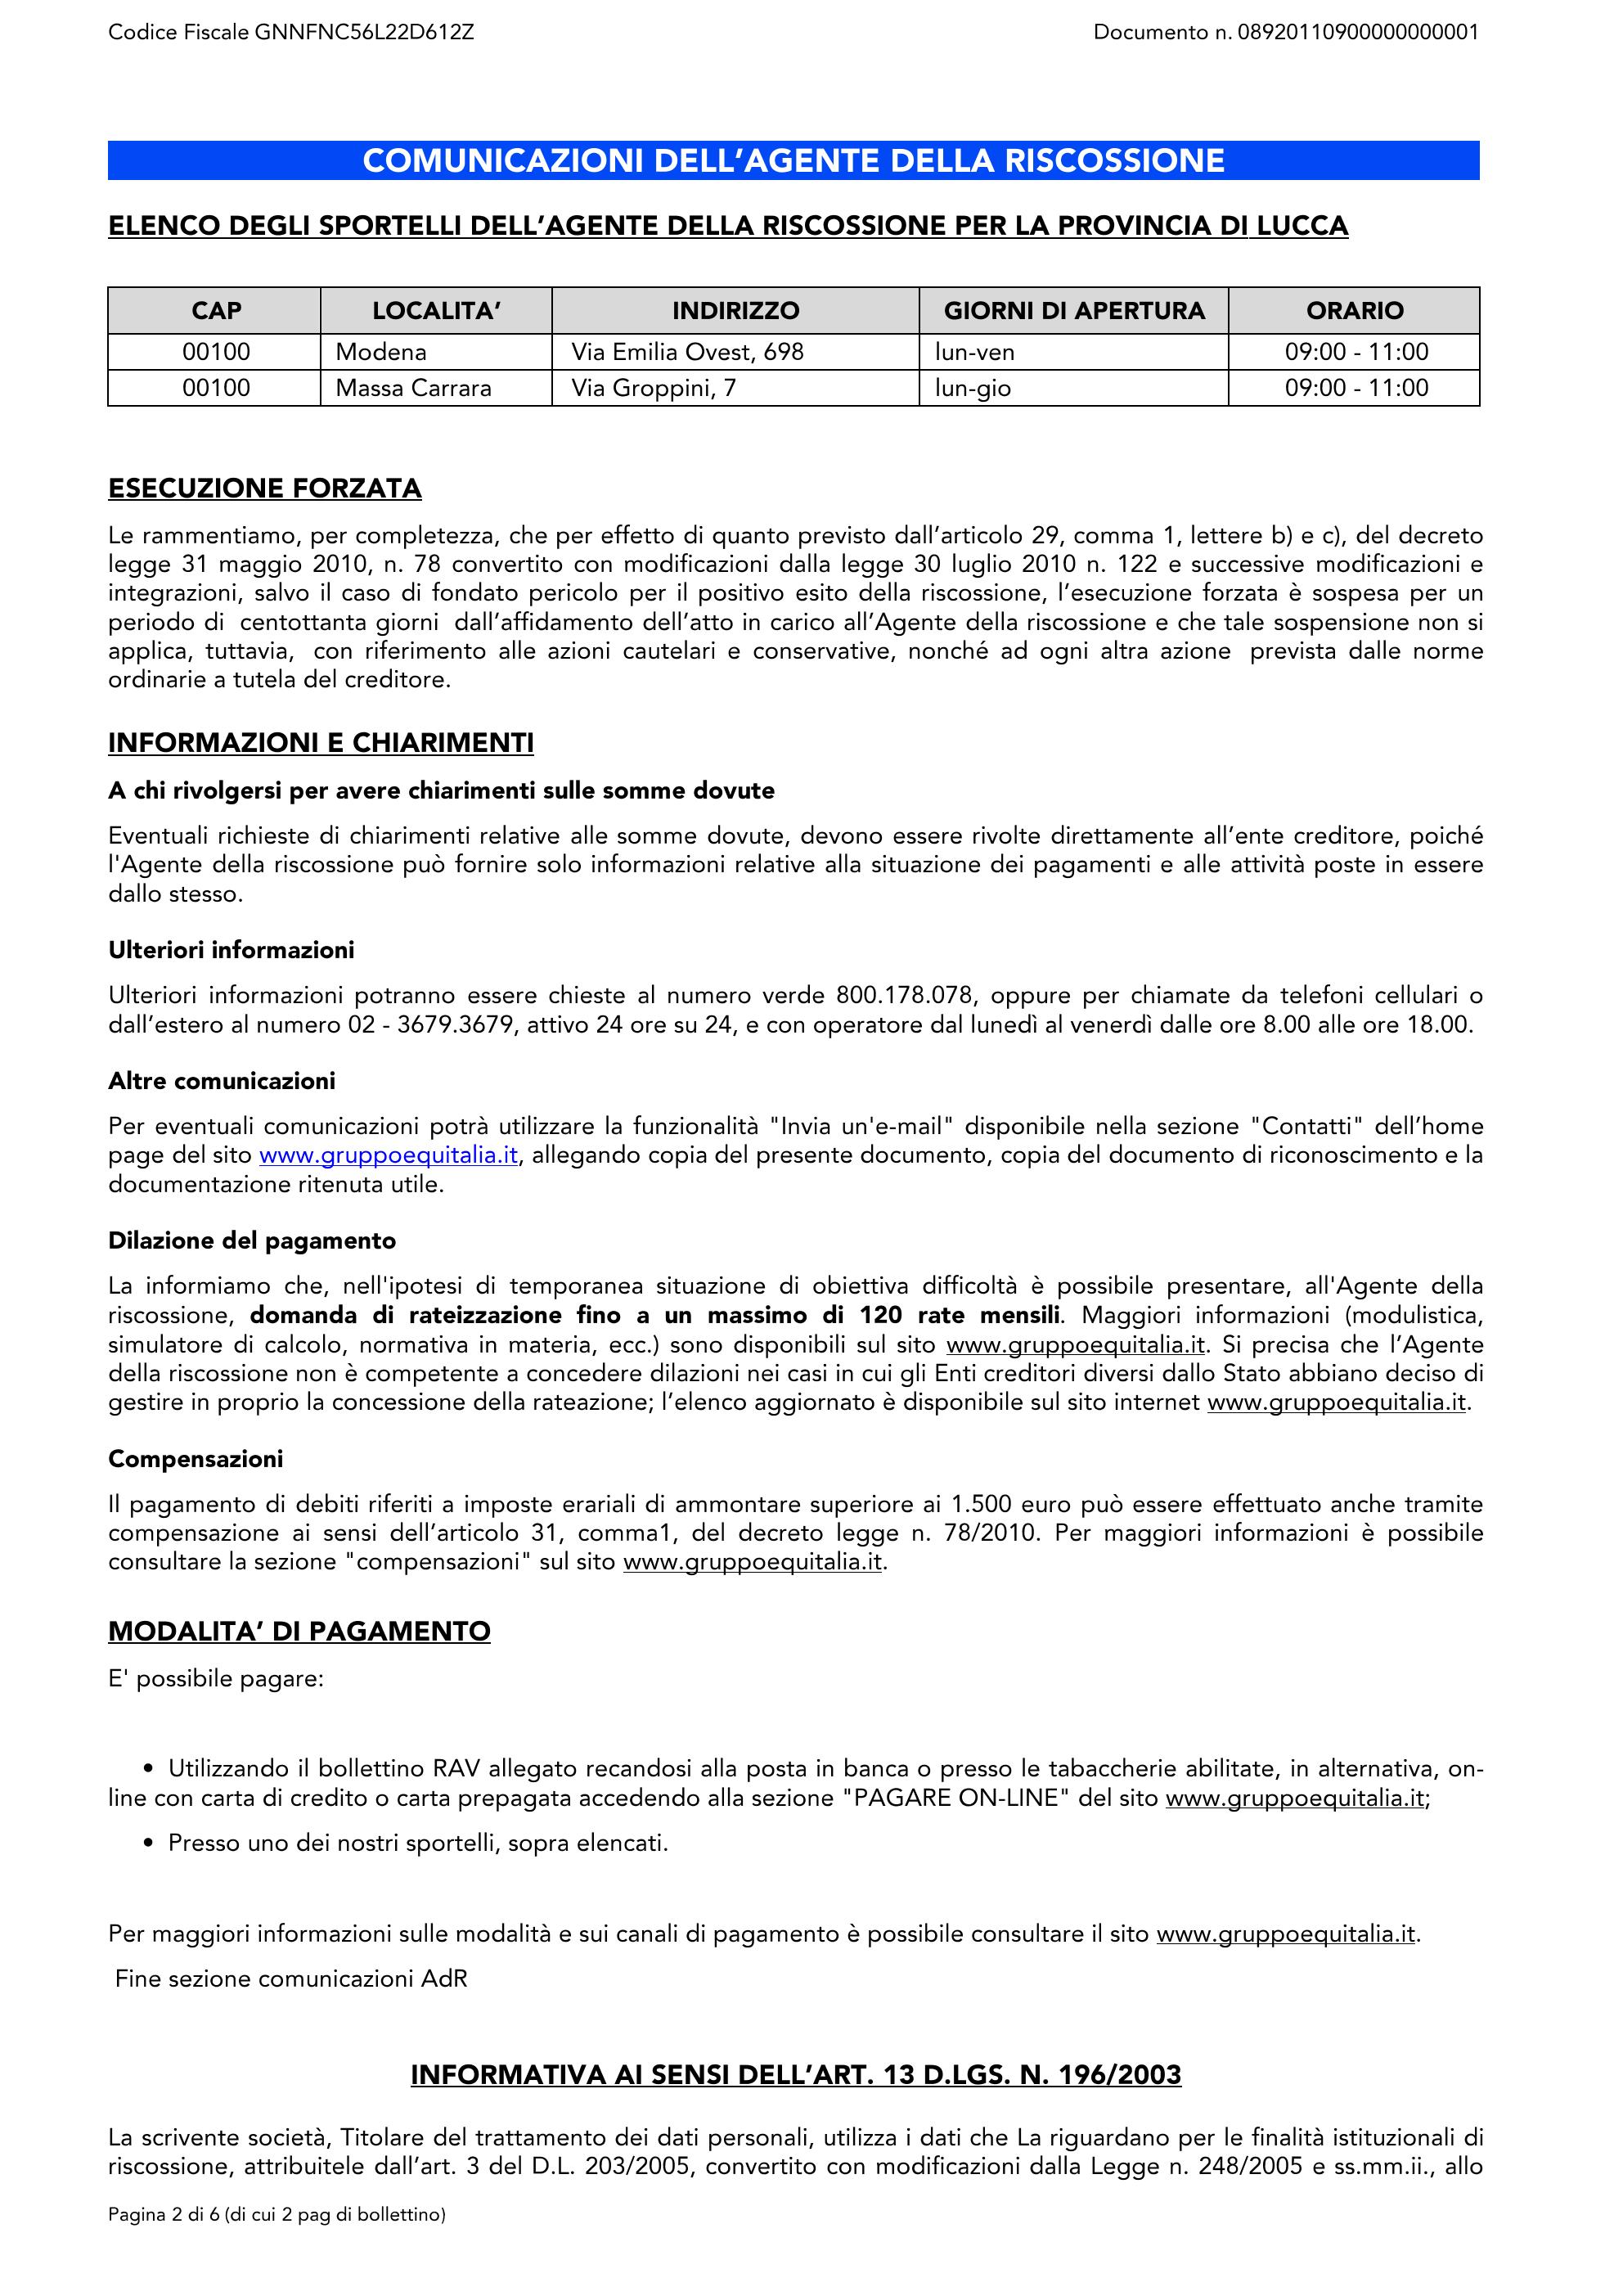 Codice Fiscale GNNFNC56L22D612Z Documento n. 08920110900000000001
COMUNICAZIONI DELL’AGENTE DELLA RISCOSSIONE
ELENCO DEGLI SPORTELLI DELL’AGENTE DELLA RISCOSSIONE PER LA PROVINCIA DI LUCCA
CAP LOCALITA’ INDIRIZZO GIORNI DI APERTURA ORARIO
00100 Modena Via Emilia Ovest, 698 lun-ven 09:00 - 11:00
00100 Massa Carrara Via Groppini, 7 lun-gio 09:00 - 11:00
ESECUZIONE FORZATA
Le rammentiamo, per completezza, che per effetto di quanto previsto dall’articolo 29, comma 1, lettere b) e c), del decreto
legge 31 maggio 2010, n. 78 convertito con modificazioni dalla legge 30 luglio 2010 n. 122 e successive modificazioni e
integrazioni, salvo il caso di fondato pericolo per il positivo esito della riscossione, l’esecuzione forzata è sospesa per un
periodo di centottanta giorni dall’affidamento dell’atto in carico all’Agente della riscossione e che tale sospensione non si
applica, tuttavia, con riferimento alle azioni cautelari e conservative, nonché ad ogni altra azione prevista dalle norme
ordinarie a tutela del creditore.
INFORMAZIONI E CHIARIMENTI
A chi rivolgersi per avere chiarimenti sulle somme dovute
Eventuali richieste di chiarimenti relative alle somme dovute, devono essere rivolte direttamente all’ente creditore, poiché
l'Agente della riscossione può fornire solo informazioni relative alla situazione dei pagamenti e alle attività poste in essere
dallo stesso.
Ulteriori informazioni
Ulteriori informazioni potranno essere chieste al numero verde 800.178.078, oppure per chiamate da telefoni cellulari o
dall’estero al numero 02 - 3679.3679, attivo 24 ore su 24, e con operatore dal lunedì al venerdì dalle ore 8.00 alle ore 18.00.
Altre comunicazioni
Per eventuali comunicazioni potrà utilizzare la funzionalità "Invia un'e-mail" disponibile nella sezione "Contatti" dell’home
page del sito www.gruppoequitalia.it, allegando copia del presente documento, copia del documento di riconoscimento e la
documentazione ritenuta utile.
Dilazione del pagamento
La informiamo che, nell'ipotesi di temporanea situazione di obiettiva difficoltà è possibile presentare, all'Agente della
riscossione, domanda di rateizzazione fino a un massimo di 120 rate mensili. Maggiori informazioni (modulistica,
simulatore di calcolo, normativa in materia, ecc.) sono disponibili sul sito www.gruppoequitalia.it. Si precisa che l’Agente
della riscossione non è competente a concedere dilazioni nei casi in cui gli Enti creditori diversi dallo Stato abbiano deciso di
gestire in proprio la concessione della rateazione; l’elenco aggiornato è disponibile sul sito internet www.gruppoequitalia.it.
Compensazioni
Il pagamento di debiti riferiti a imposte erariali di ammontare superiore ai 1.500 euro può essere effettuato anche tramite
compensazione ai sensi dell’articolo 31, comma1, del decreto legge n. 78/2010. Per maggiori informazioni è possibile
consultare la sezione "compensazioni" sul sito www.gruppoequitalia.it.
MODALITA’ DI PAGAMENTO
E' possibile pagare:
• Utilizzando il bollettino RAV allegato recandosi alla posta in banca o presso le tabaccherie abilitate, in alternativa, on-
line con carta di credito o carta prepagata accedendo alla sezione "PAGARE ON-LINE" del sito www.gruppoequitalia.it;
• Presso uno dei nostri sportelli, sopra elencati.
Per maggiori informazioni sulle modalità e sui canali di pagamento è possibile consultare il sito www.gruppoequitalia.it.
Fine sezione comunicazioni AdR
INFORMATIVA AI SENSI DELL’ART. 13 D.LGS. N. 196/2003
La scrivente società, Titolare del trattamento dei dati personali, utilizza i dati che La riguardano per le finalità istituzionali di
riscossione, attribuitele dall’art. 3 del D.L. 203/2005, convertito con modificazioni dalla Legge n. 248/2005 e ss.mm.ii., allo
Pagina 2 di 6 (di cui 2 pag di bollettino)